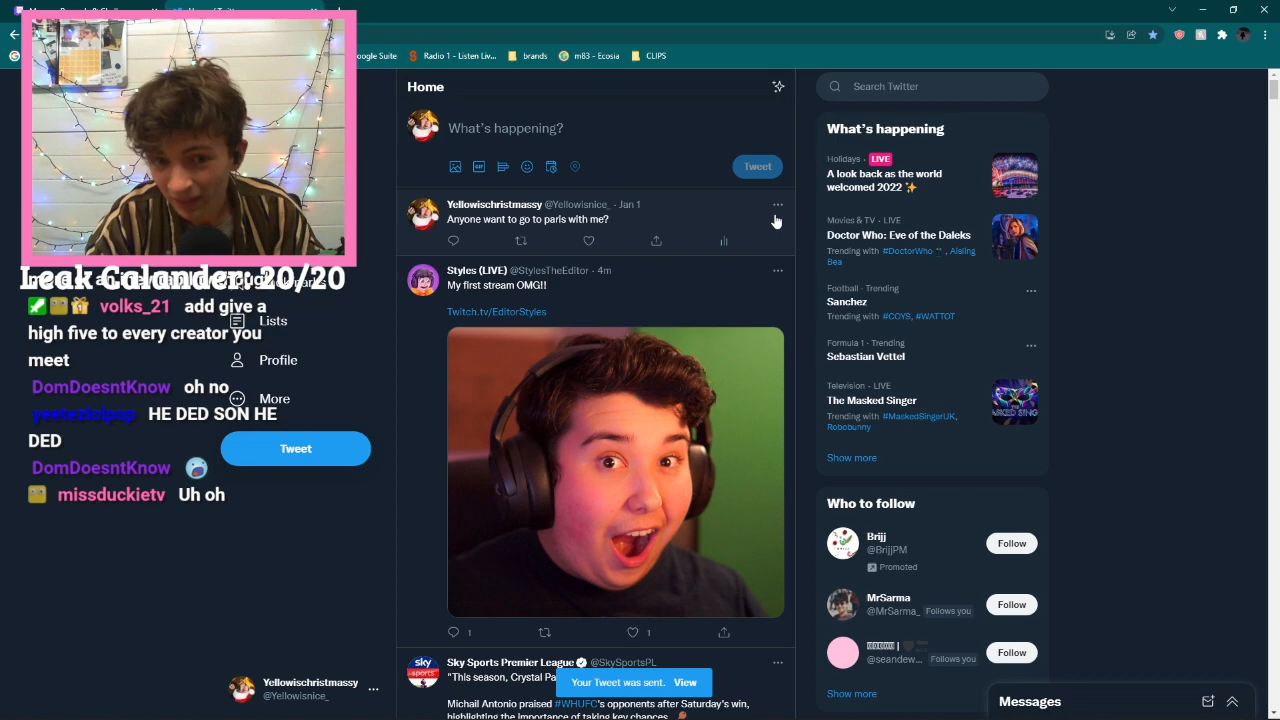 Google Suite
Radio 1 - Listen Liv...
brands
m83 - Ecosia
CLIPS
Leak Calander: 20/20
volks_21 add give a
high five to every creator you
meet
DomDoesntKnow oh no
yeetezlolpop HE DED SON HE
DED
DomDoesntKnow
missduckietv Uh oh
Lists
Profile
More
Tweet
Yellowischristmassy
@Yellowisnice_
Home
What's happening?
Tweet
Yellowischristmassy @Yellowisnice_ · Jan 1
Anyone want to go to paris with me?
Styles (LIVE) @StylesTheEditor · 4m
My first stream OMG!!
Twitch.tv/EditorStyles
1
1
sky sports
Sky Sports Premier League @SkySportsPL
"This season, Crystal Pa
Michail Antonio praised #WHUFC's opponents after Saturday's win,
highlighting the importance of taking key chances
Your Tweet was sent. View
Search Twitter
What's happening
Holidays · LIVE
A look back as the world
welcomed 2022 ✨
Movies & TV · LIVE
Doctor Who: Eve of the Daleks
Trending with #DoctorWho , Aisling
Bea
Football · Trending
Sanchez
Trending with #COYS, #WATTOT
Formula 1 · Trending
Sebastian Vettel
Television · LIVE
The Masked Singer
Trending with #MaskedSingerUK,
Robobunny
Show more
Who to follow
Brijj
@BrijjPM
Promoted
Follow
MrSarma
@MrSarma_ Follows you
Follow
@seandew... Follows you
Follow
Show more
Messages